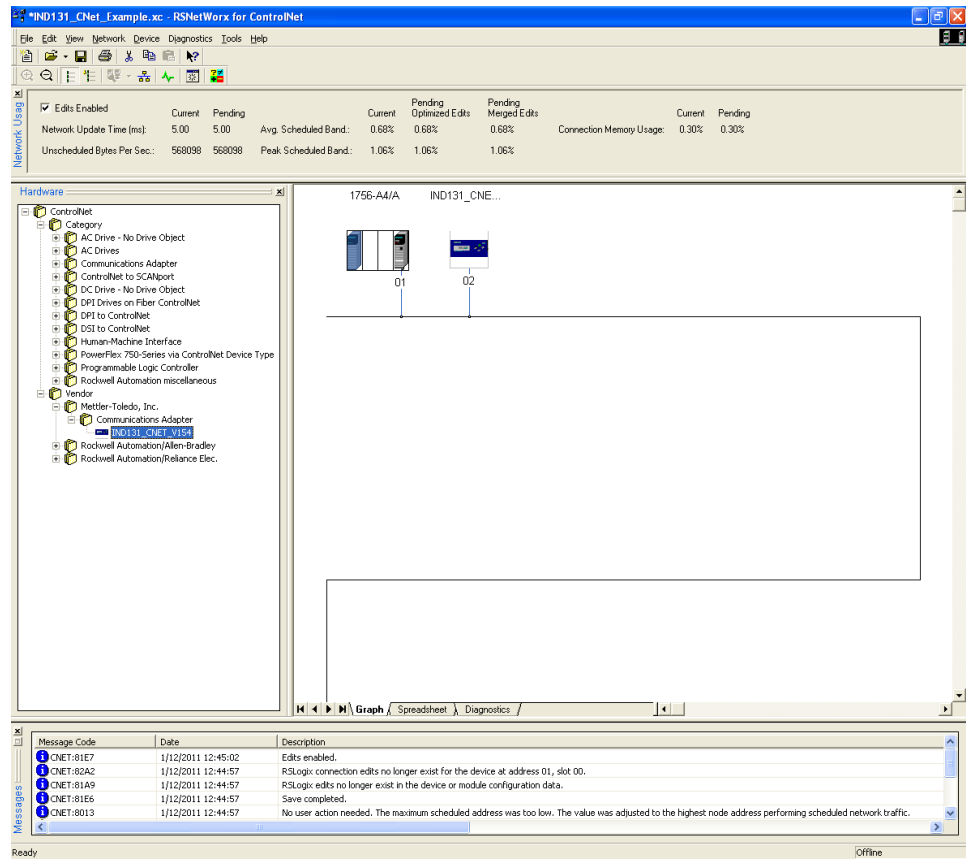 *IND131_CNet_Example.xc - RSNetWorx for ControlNet
File Edit View Network Device Diagnostics Tools Help
Network Usag
Edits Enabled
Current Pending
Current
Pending Optimized Edits
Pending Merged Edits
Current Pending
Network Update Time (ms): 5.00 5.00 Avg. Scheduled Band.: 0.68% 0.68% 0.68% Connection Memory Usage: 0.30% 0.30%
Unscheduled Bytes Per Sec.: 568098 568098 Peak Scheduled Band.: 1.06% 1.06% 1.06%
Hardware
ControlNet
Category
AC Drive - No Drive Object
AC Drives
Communications Adapter
ControlNet to SCANport
DC Drive - No Drive Object
DPI Drives on Fiber ControlNet
DPI to ControlNet
DSI to ControlNet
Human-Machine Interface
PowerFlex 750-Series via ControlNet Device Type
Programmable Logic Controller
Rockwell Automation miscellaneous
Vendor
Mettler-Toledo, Inc.
Communications Adapter
IND131_CNET_V154
Rockwell Automation/Allen-Bradley
Rockwell Automation/Reliance Elec.
1756-A4/A IND131_CNE...
01 02
Graph Spreadsheet Diagnostics
Messages
Message Code Date Description
CNET:81E7 1/12/2011 12:45:02 Edits enabled.
CNET:82A2 1/12/2011 12:44:57 RSLogix connection edits no longer exist for the device at address 01, slot 00.
CNET:81A9 1/12/2011 12:44:57 RSLogix edits no longer exist in the device or module configuration data.
CNET:81E6 1/12/2011 12:44:57 Save completed.
CNET:8013 1/12/2011 12:44:57 No user action needed. The maximum scheduled address was too low. The value was adjusted to the highest node address performing scheduled network traffic.
Ready Offline